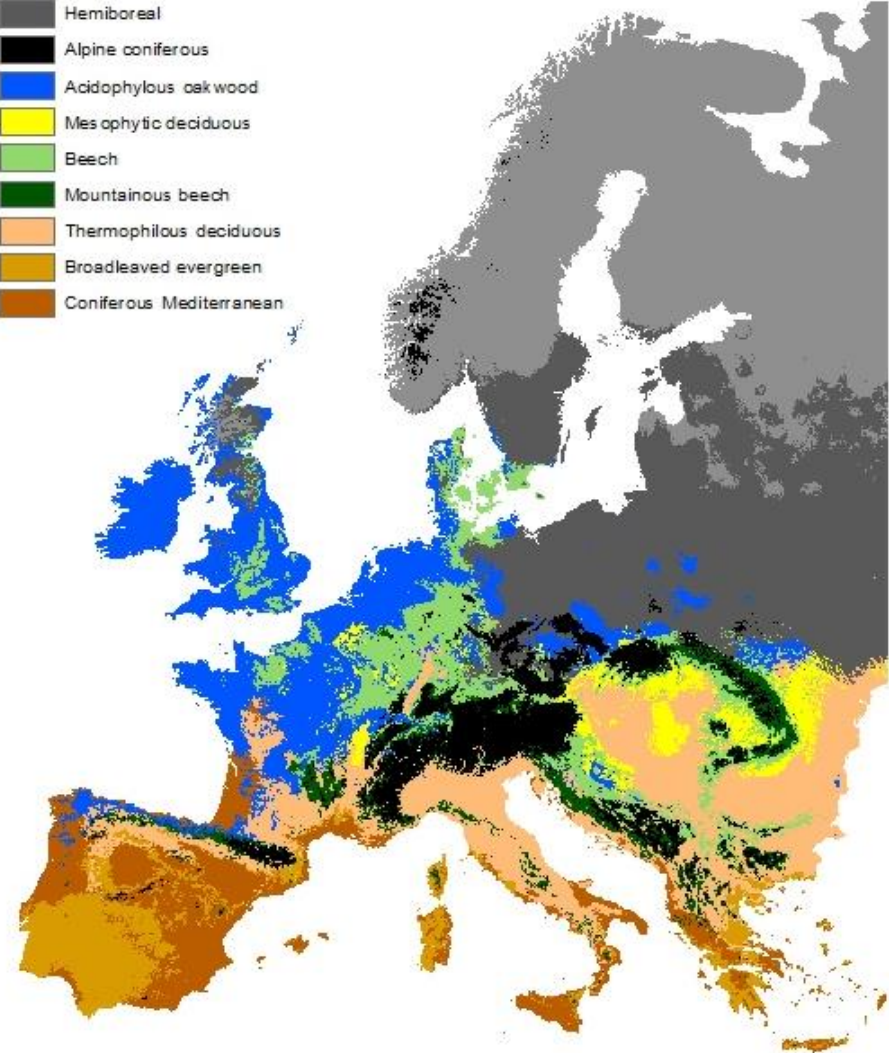 Hemiboreal
Alpine coniferous
Acidophylous oakwood
Mesophytic deciduous
Beech
Mountainous beech
Thermophilous deciduous
Broadleaved evergreen
Coniferous Mediterranean